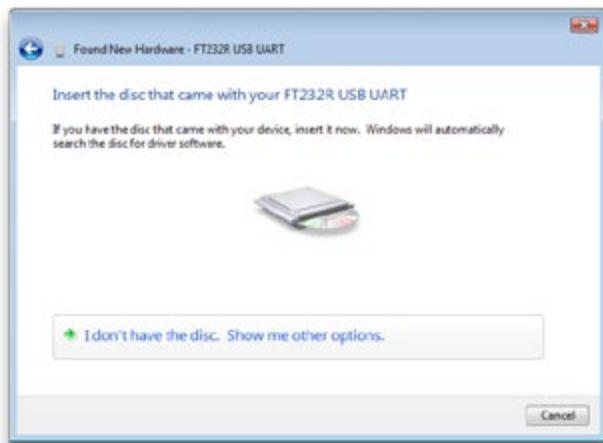 Found New Hardware - FT232R USB UART
Insert the disc that came with your FT232R USB UART
If you have the disc that came with your device, insert it now. Windows will automatically
search the disc for driver software.
I don't have the disc. Show me other options.
Cancel